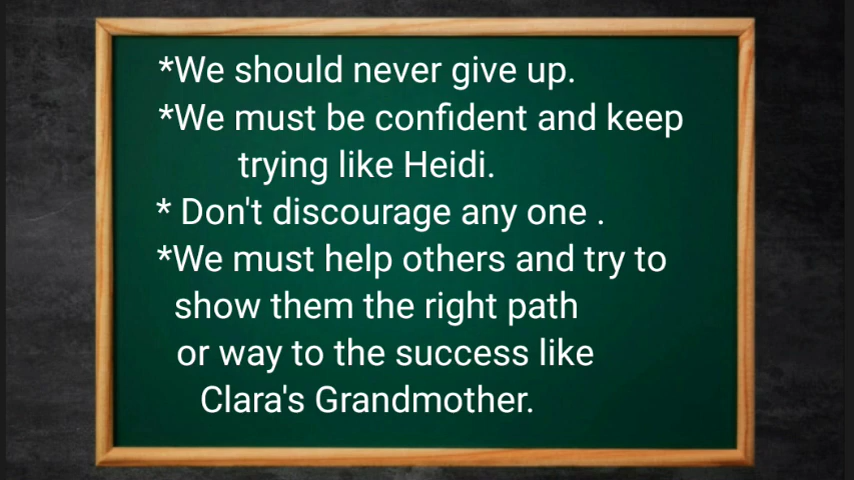 *We should never give up.
*We must be confident and keep
trying like Heidi.
* Don't discourage any one .
*We must help others and try to
show them the right path
or way to the success like
Clara's Grandmother.